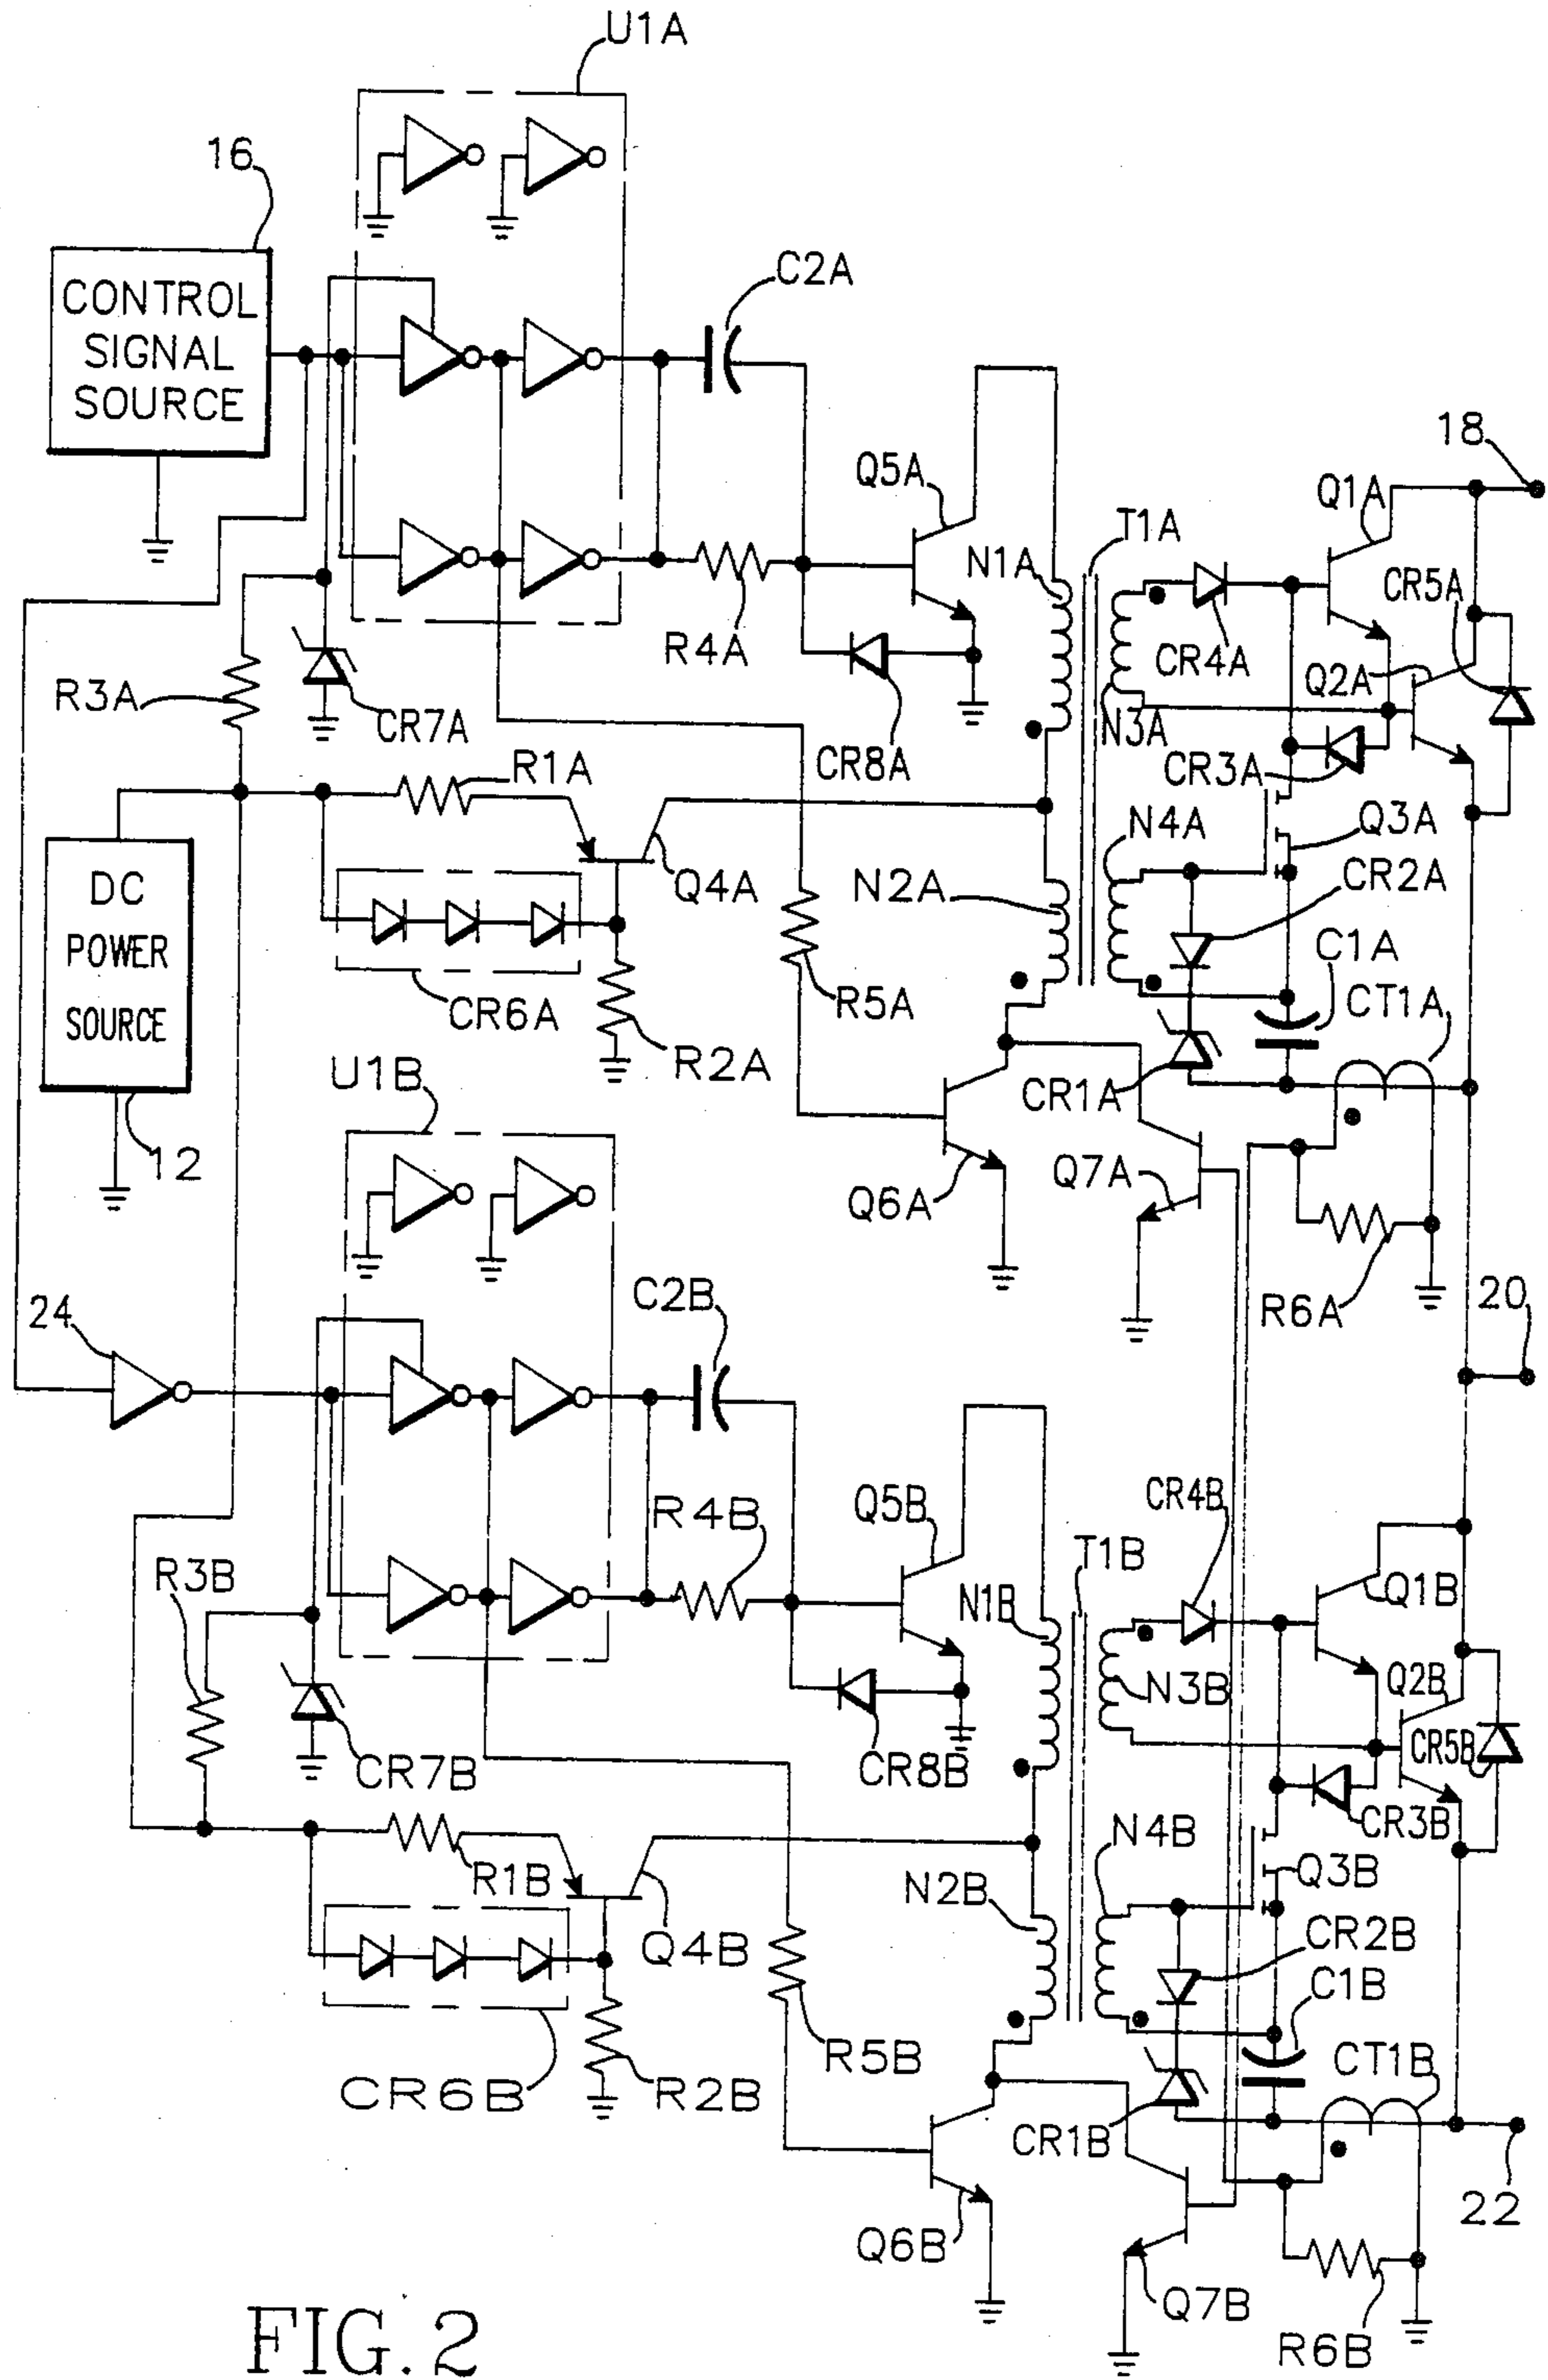 U1A
16
CONTROL
SIGNAL
SOURCE
C2A
18
Q5A
Q1A
T1A
N1A
CR5A
R4A
CR4A
Q2A
R3A
CR7A
N3A
CR8A
CR3A
R1A
N4A
Q3A
DC
POWER
SOURCE
Q4A
N2A
CR2A
C1A
CR6A
R5A
CT1A
R2A
U1B
CR1A
12
Q7A
Q6A
C2B
R6A
20
24
CR4B
Q5B
R4B
T1B
R3B
Q1B
N1B
N3B
Q2B
CR5B
CR7B
CR8B
CR3B
N4B
R1B
Q3B
N2B
Q4B
CR2B
C1B
R5B
CT1B
CR6B
R2B
CR1B
22
Q6B
Q7B
R6B
FIG. 2